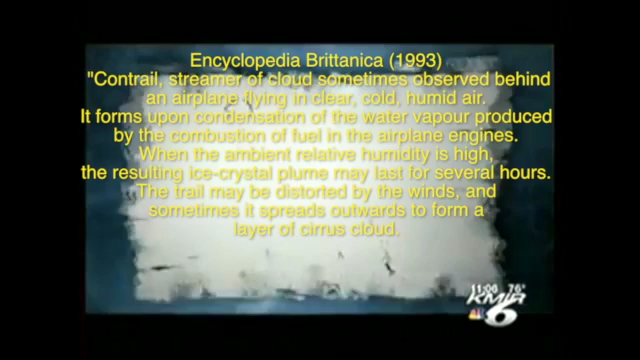 Encyclopedia Brittanica (1993)
"Contrail, streamer of cloud sometimes observed behind
an airplane flying in clear, cold, humid air.
It forms upon condensation of the water vapour produced
by the combustion of fuel in the airplane engines.
When the ambient relative humidity is high,
the resulting ice-crystal plume may last for several hours.
The trail may be distorted by the winds, and
sometimes it spreads outwards to form a
layer of cirrus cloud.
11:06 76°
KMIR
6